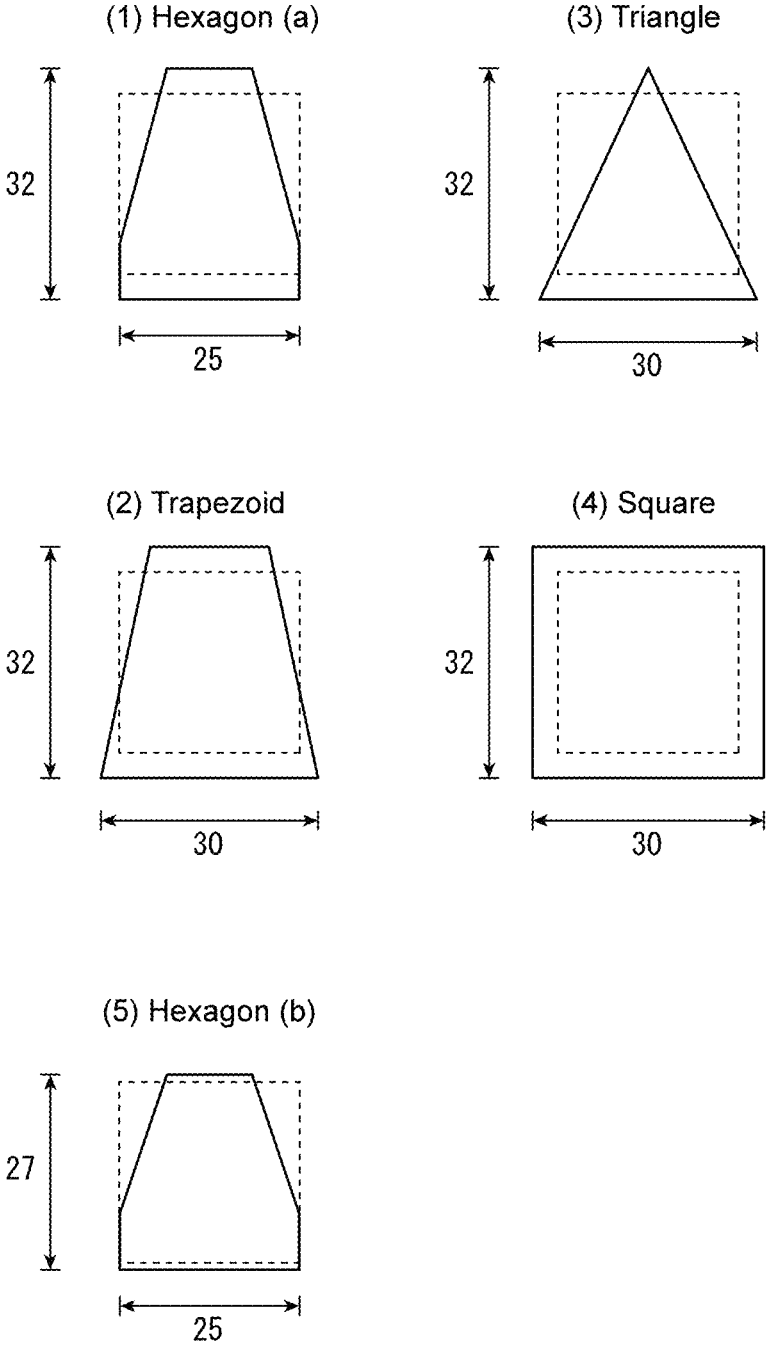 (1) Hexagon (a)
32
25
(3) Triangle
32
30
(2) Trapezoid
32
30
(4) Square
32
30
(5) Hexagon (b)
27
25